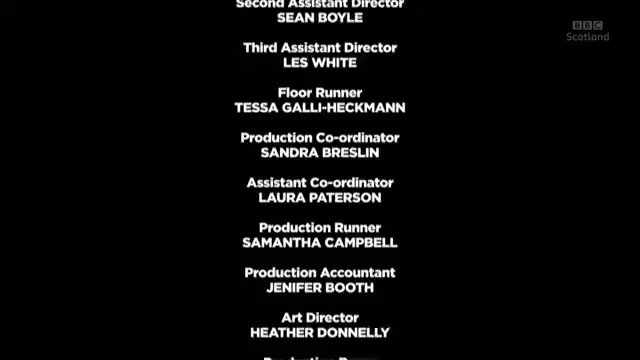 Second Assistant Director
SEAN BOYLE
BBC
Scotland
Third Assistant Director
LES WHITE
Floor Runner
TESSA GALLI-HECKMANN
Production Co-ordinator
SANDRA BRESLIN
Assistant Co-ordinator
LAURA PATERSON
Production Runner
SAMANTHA CAMPBELL
Production Accountant
JENIFER BOOTH
Art Director
HEATHER DONNELLY
Production